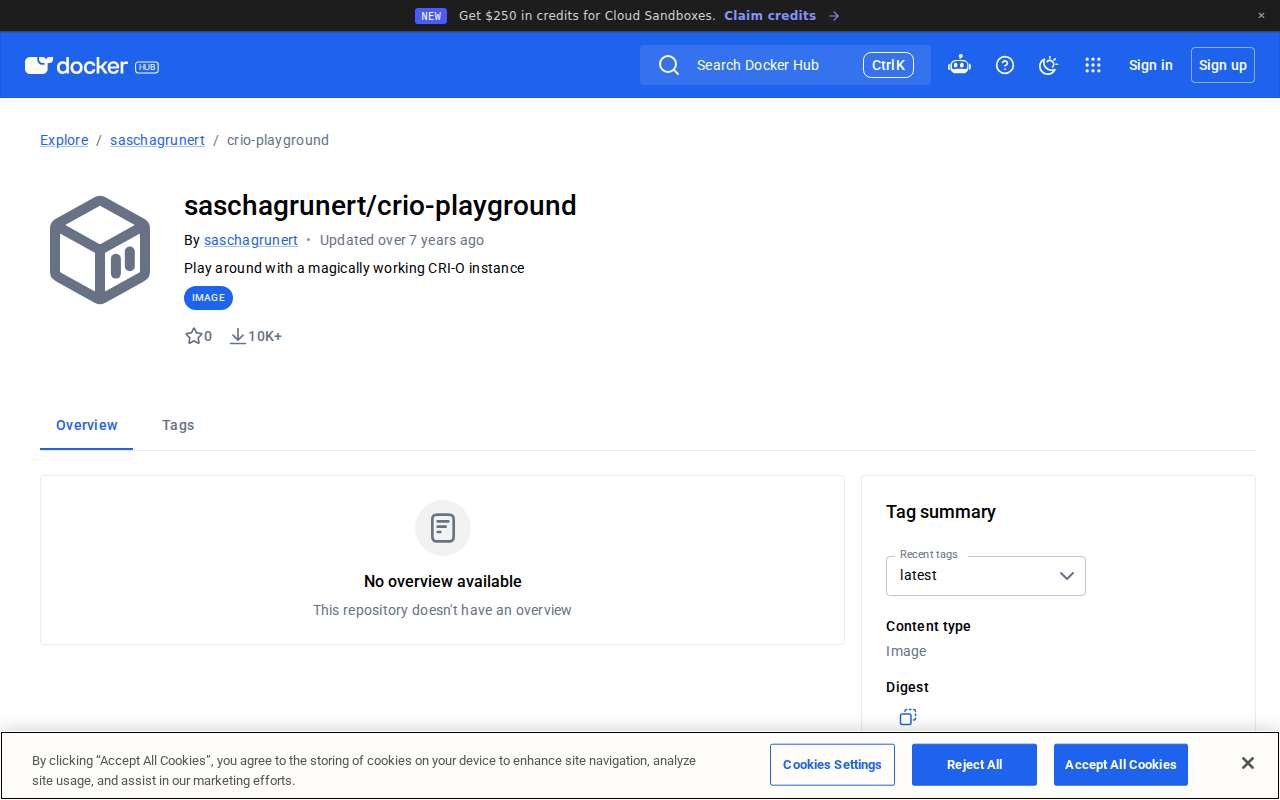 NEW Get $250 in credits for Cloud Sandboxes. Claim credits →
docker HUB
Search Docker Hub
CtrlK
Sign in
Sign up
Explore / saschagrunert / crio-playground
saschagrunert/crio-playground
By saschagrunert • Updated over 7 years ago
Play around with a magically working CRI-O instance
IMAGE
0 10K+
Overview
Tags
No overview available
This repository doesn't have an overview
Tag summary
Recent tags
latest
Content type
Image
Digest
By clicking “Accept All Cookies”, you agree to the storing of cookies on your device to enhance site navigation, analyze
site usage, and assist in our marketing efforts.
Cookies Settings
Reject All
Accept All Cookies